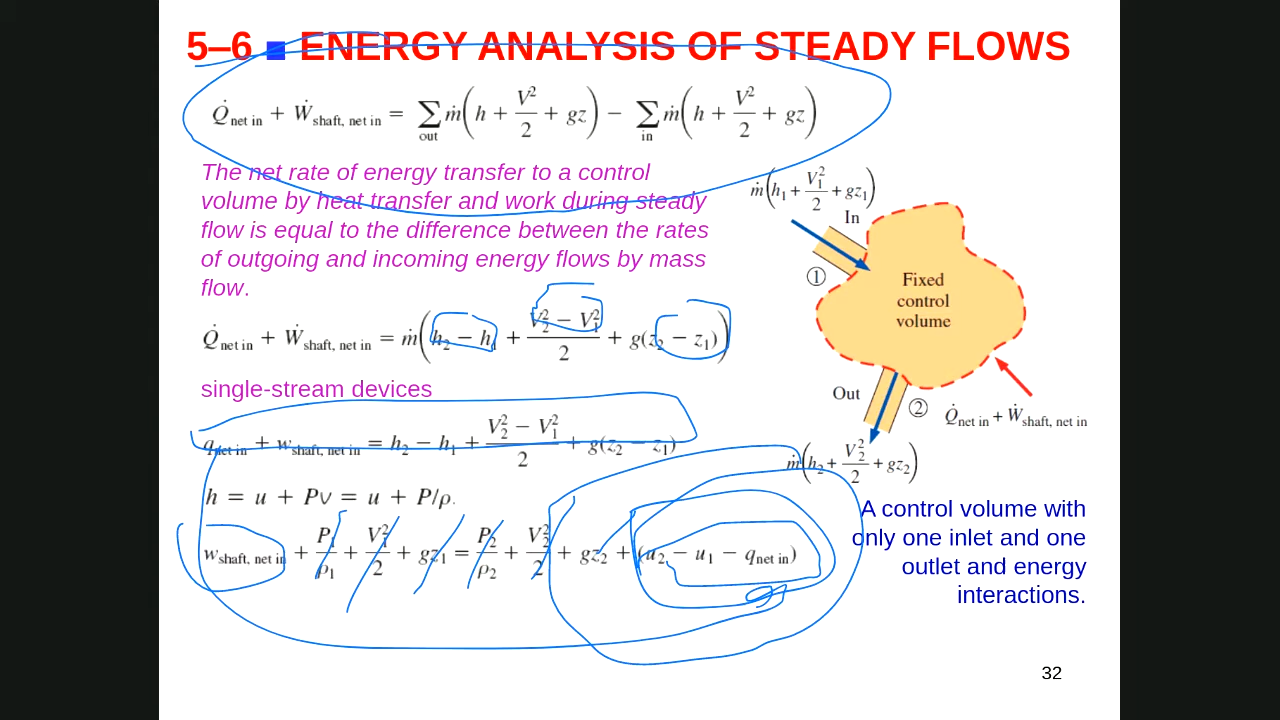 5–6 ■ ENERGY ANALYSIS OF STEADY FLOWS
Q̇net in + Ẇshaft, net in = ∑out ṁ(h + V²/2 + gz) − ∑in ṁ(h + V²/2 + gz)
The net rate of energy transfer to a control
volume by heat transfer and work during steady
flow is equal to the difference between the rates
of outgoing and incoming energy flows by mass
flow.
Q̇net in + Ẇshaft, net in = ṁ(h₂ − h₁ + (V₂² − V₁²)/2 + g(z₂ − z₁))
single-stream devices
qnet in + wshaft, net in = h₂ − h₁ + (V₂² − V₁²)/2 + g(z₂ − z₁)
h = u + Pv = u + P/ρ.
wshaft, net in + P₁/ρ₁ + V₁²/2 + gz₁ = P₂/ρ₂ + V₂²/2 + gz₂ + (u₂ − u₁ − qnet in)
ṁ(h₁ + V₁²/2 + gz₁)
In
①
Fixed
control
volume
Out
②
Q̇net in + Ẇshaft, net in
ṁ(h₂ + V₂²/2 + gz₂)
A control volume with
only one inlet and one
outlet and energy
interactions.
32